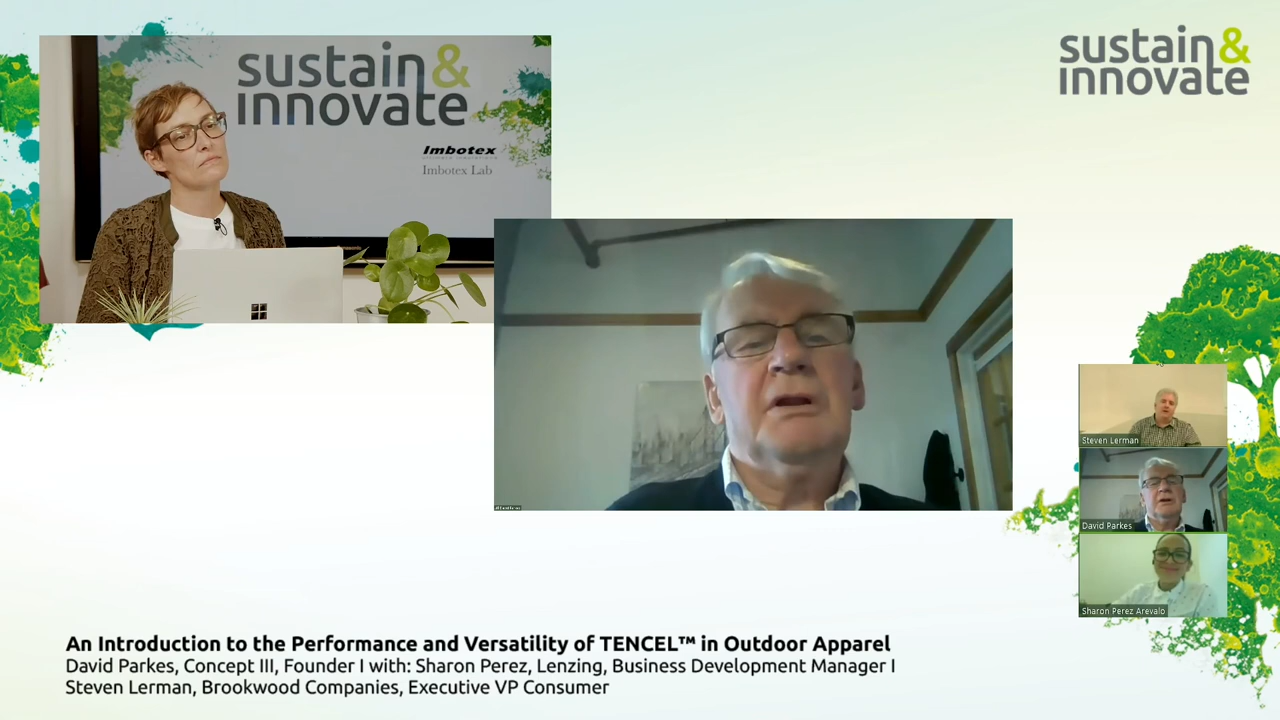 sustain&
innovate
sustain&
innovate
Imbotex
Imbotex Lab
Steven Lerman
David Parkes
Sharon Perez Arevalo
An Introduction to the Performance and Versatility of TENCEL™ in Outdoor Apparel
David Parkes, Concept III, Founder I with: Sharon Perez, Lenzing, Business Development Manager I
Steven Lerman, Brookwood Companies, Executive VP Consumer